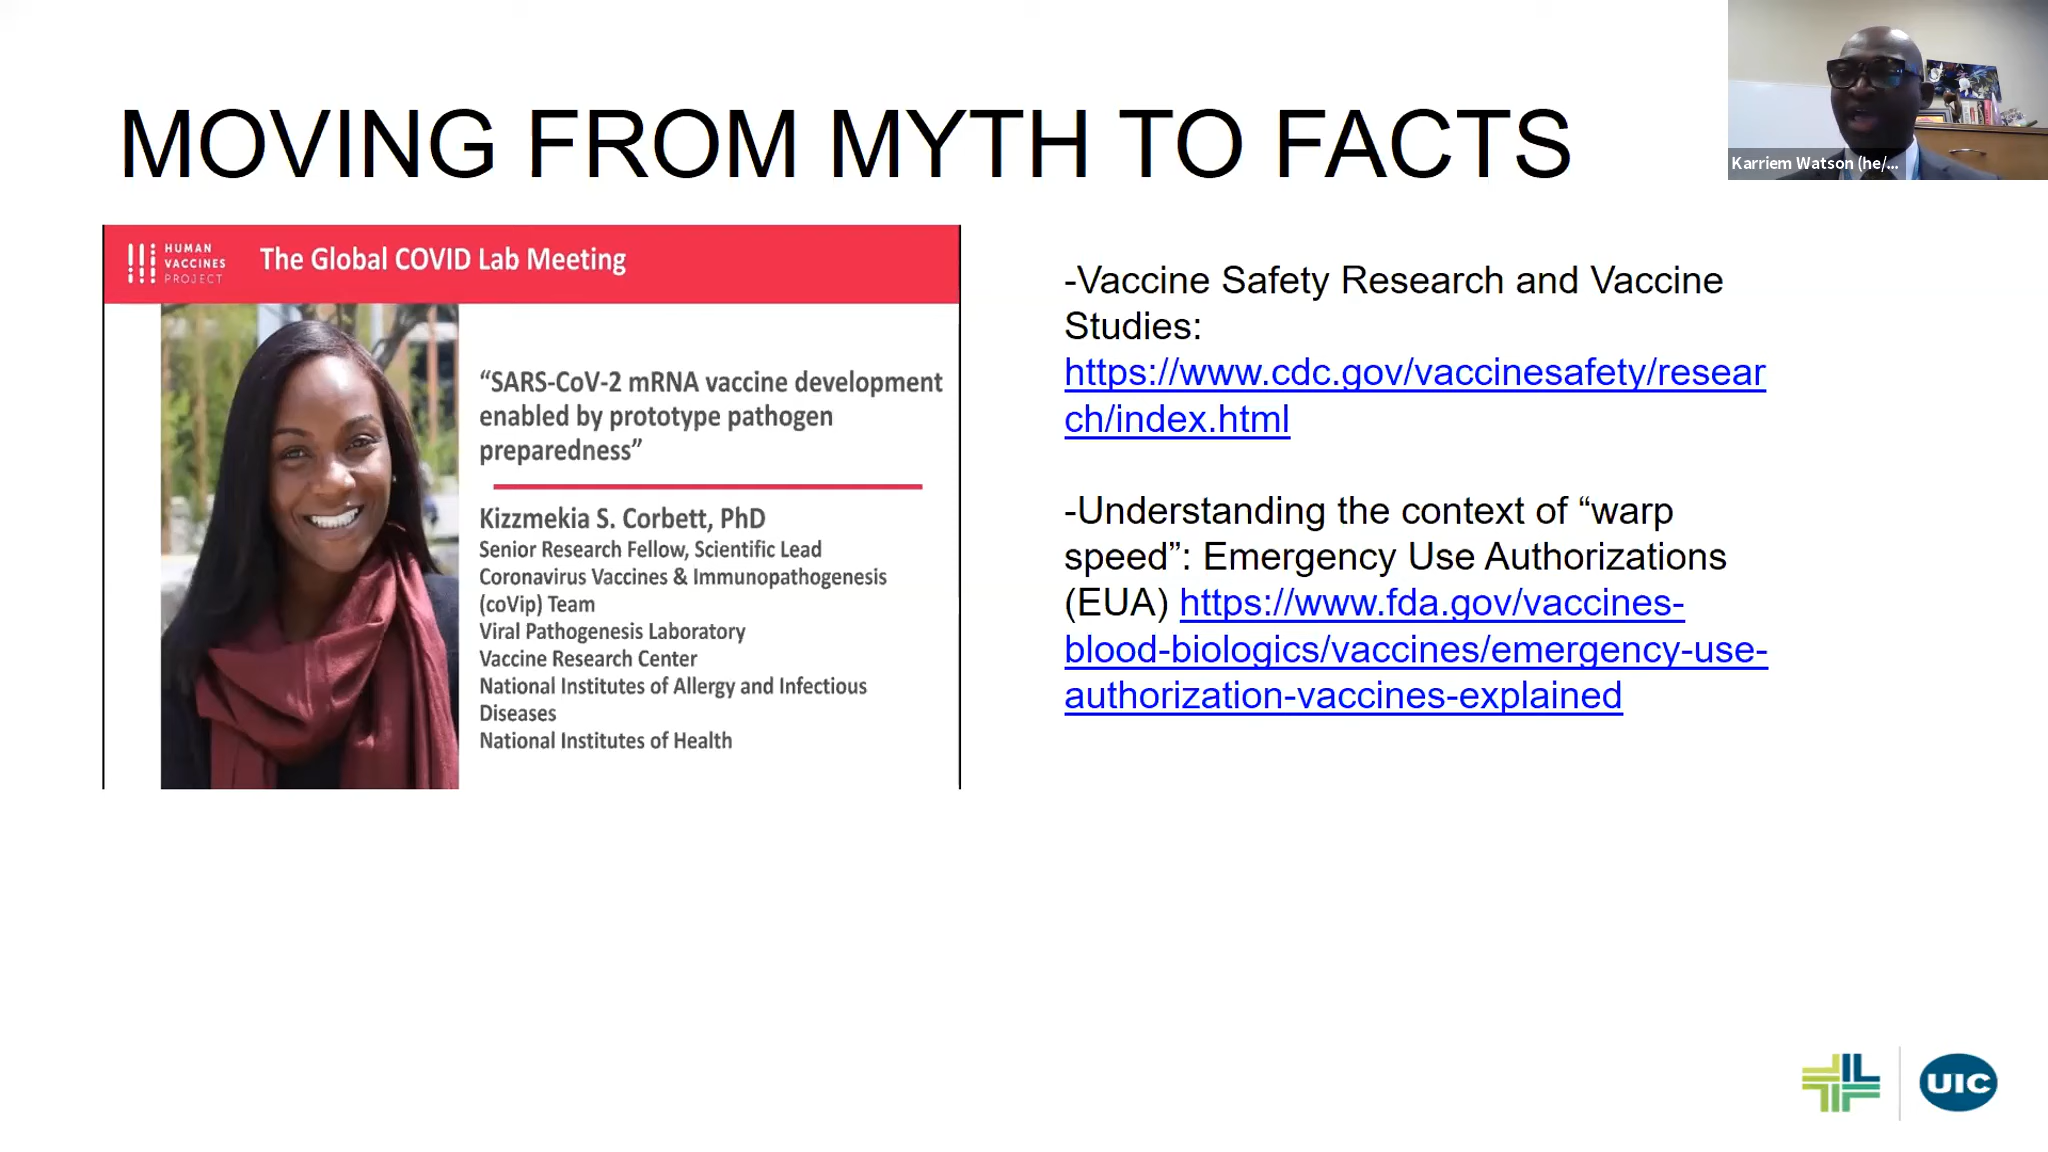 MOVING FROM MYTH TO FACTS
Karriem Watson (he/...
HUMAN
VACCINES
PROJECT
The Global COVID Lab Meeting
“SARS-CoV-2 mRNA vaccine development
enabled by prototype pathogen
preparedness”
Kizzmekia S. Corbett, PhD
Senior Research Fellow, Scientific Lead
Coronavirus Vaccines & Immunopathogenesis
(coVip) Team
Viral Pathogenesis Laboratory
Vaccine Research Center
National Institutes of Allergy and Infectious
Diseases
National Institutes of Health
-Vaccine Safety Research and Vaccine
Studies:
https://www.cdc.gov/vaccinesafety/resear
ch/index.html
-Understanding the context of “warp
speed”: Emergency Use Authorizations
(EUA) https://www.fda.gov/vaccines-
blood-biologics/vaccines/emergency-use-
authorization-vaccines-explained
UIC